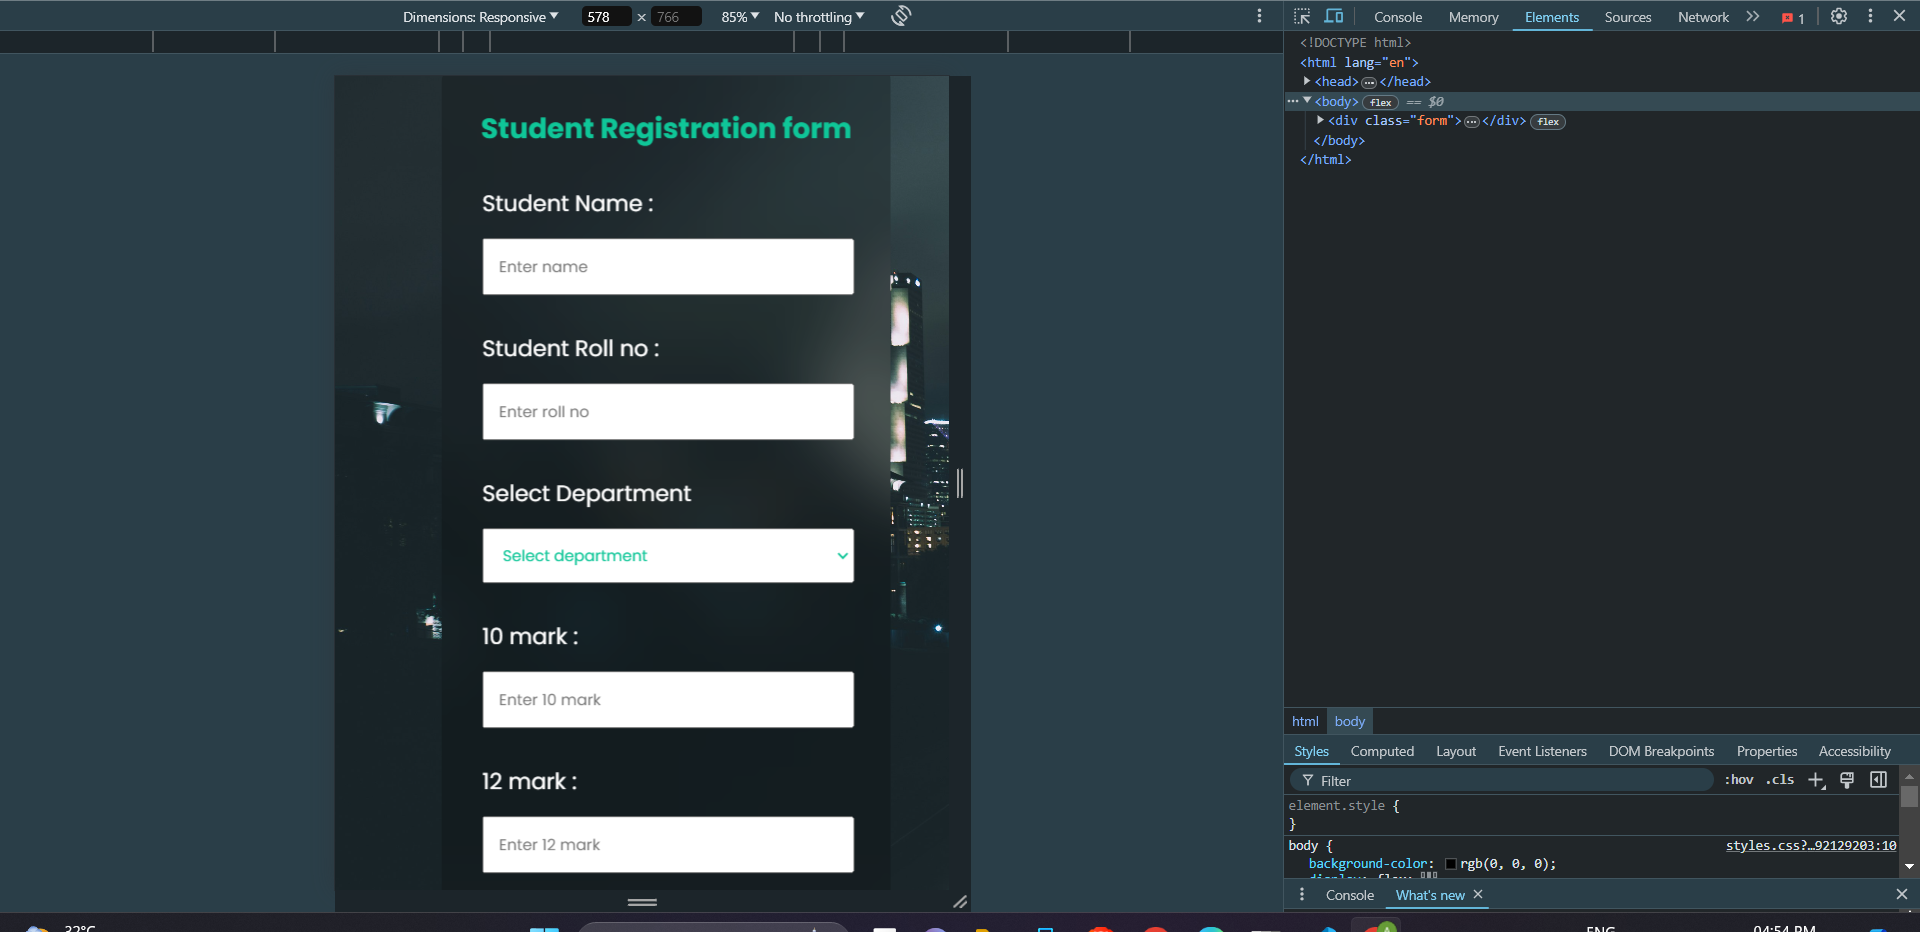 Dimensions: Responsive 578 × 766 85% No throttling
Console Memory Elements Sources Network 1
<!DOCTYPE html>
<html lang="en">
<head> … </head>
<body> flex == $0
<div class="form"> … </div> flex
</body>
</html>
Student Registration form
Student Name :
Enter name
Student Roll no :
Enter roll no
Select Department
Select department
10 mark :
Enter 10 mark
12 mark :
Enter 12 mark
html body
Styles Computed Layout Event Listeners DOM Breakpoints Properties Accessibility
Filter :hov .cls
element.style {
}
body { styles.css?…92129203:10
background-color: rgb(0, 0, 0);
display: flex;
Console What's new
32°C ENG 04:54 PM